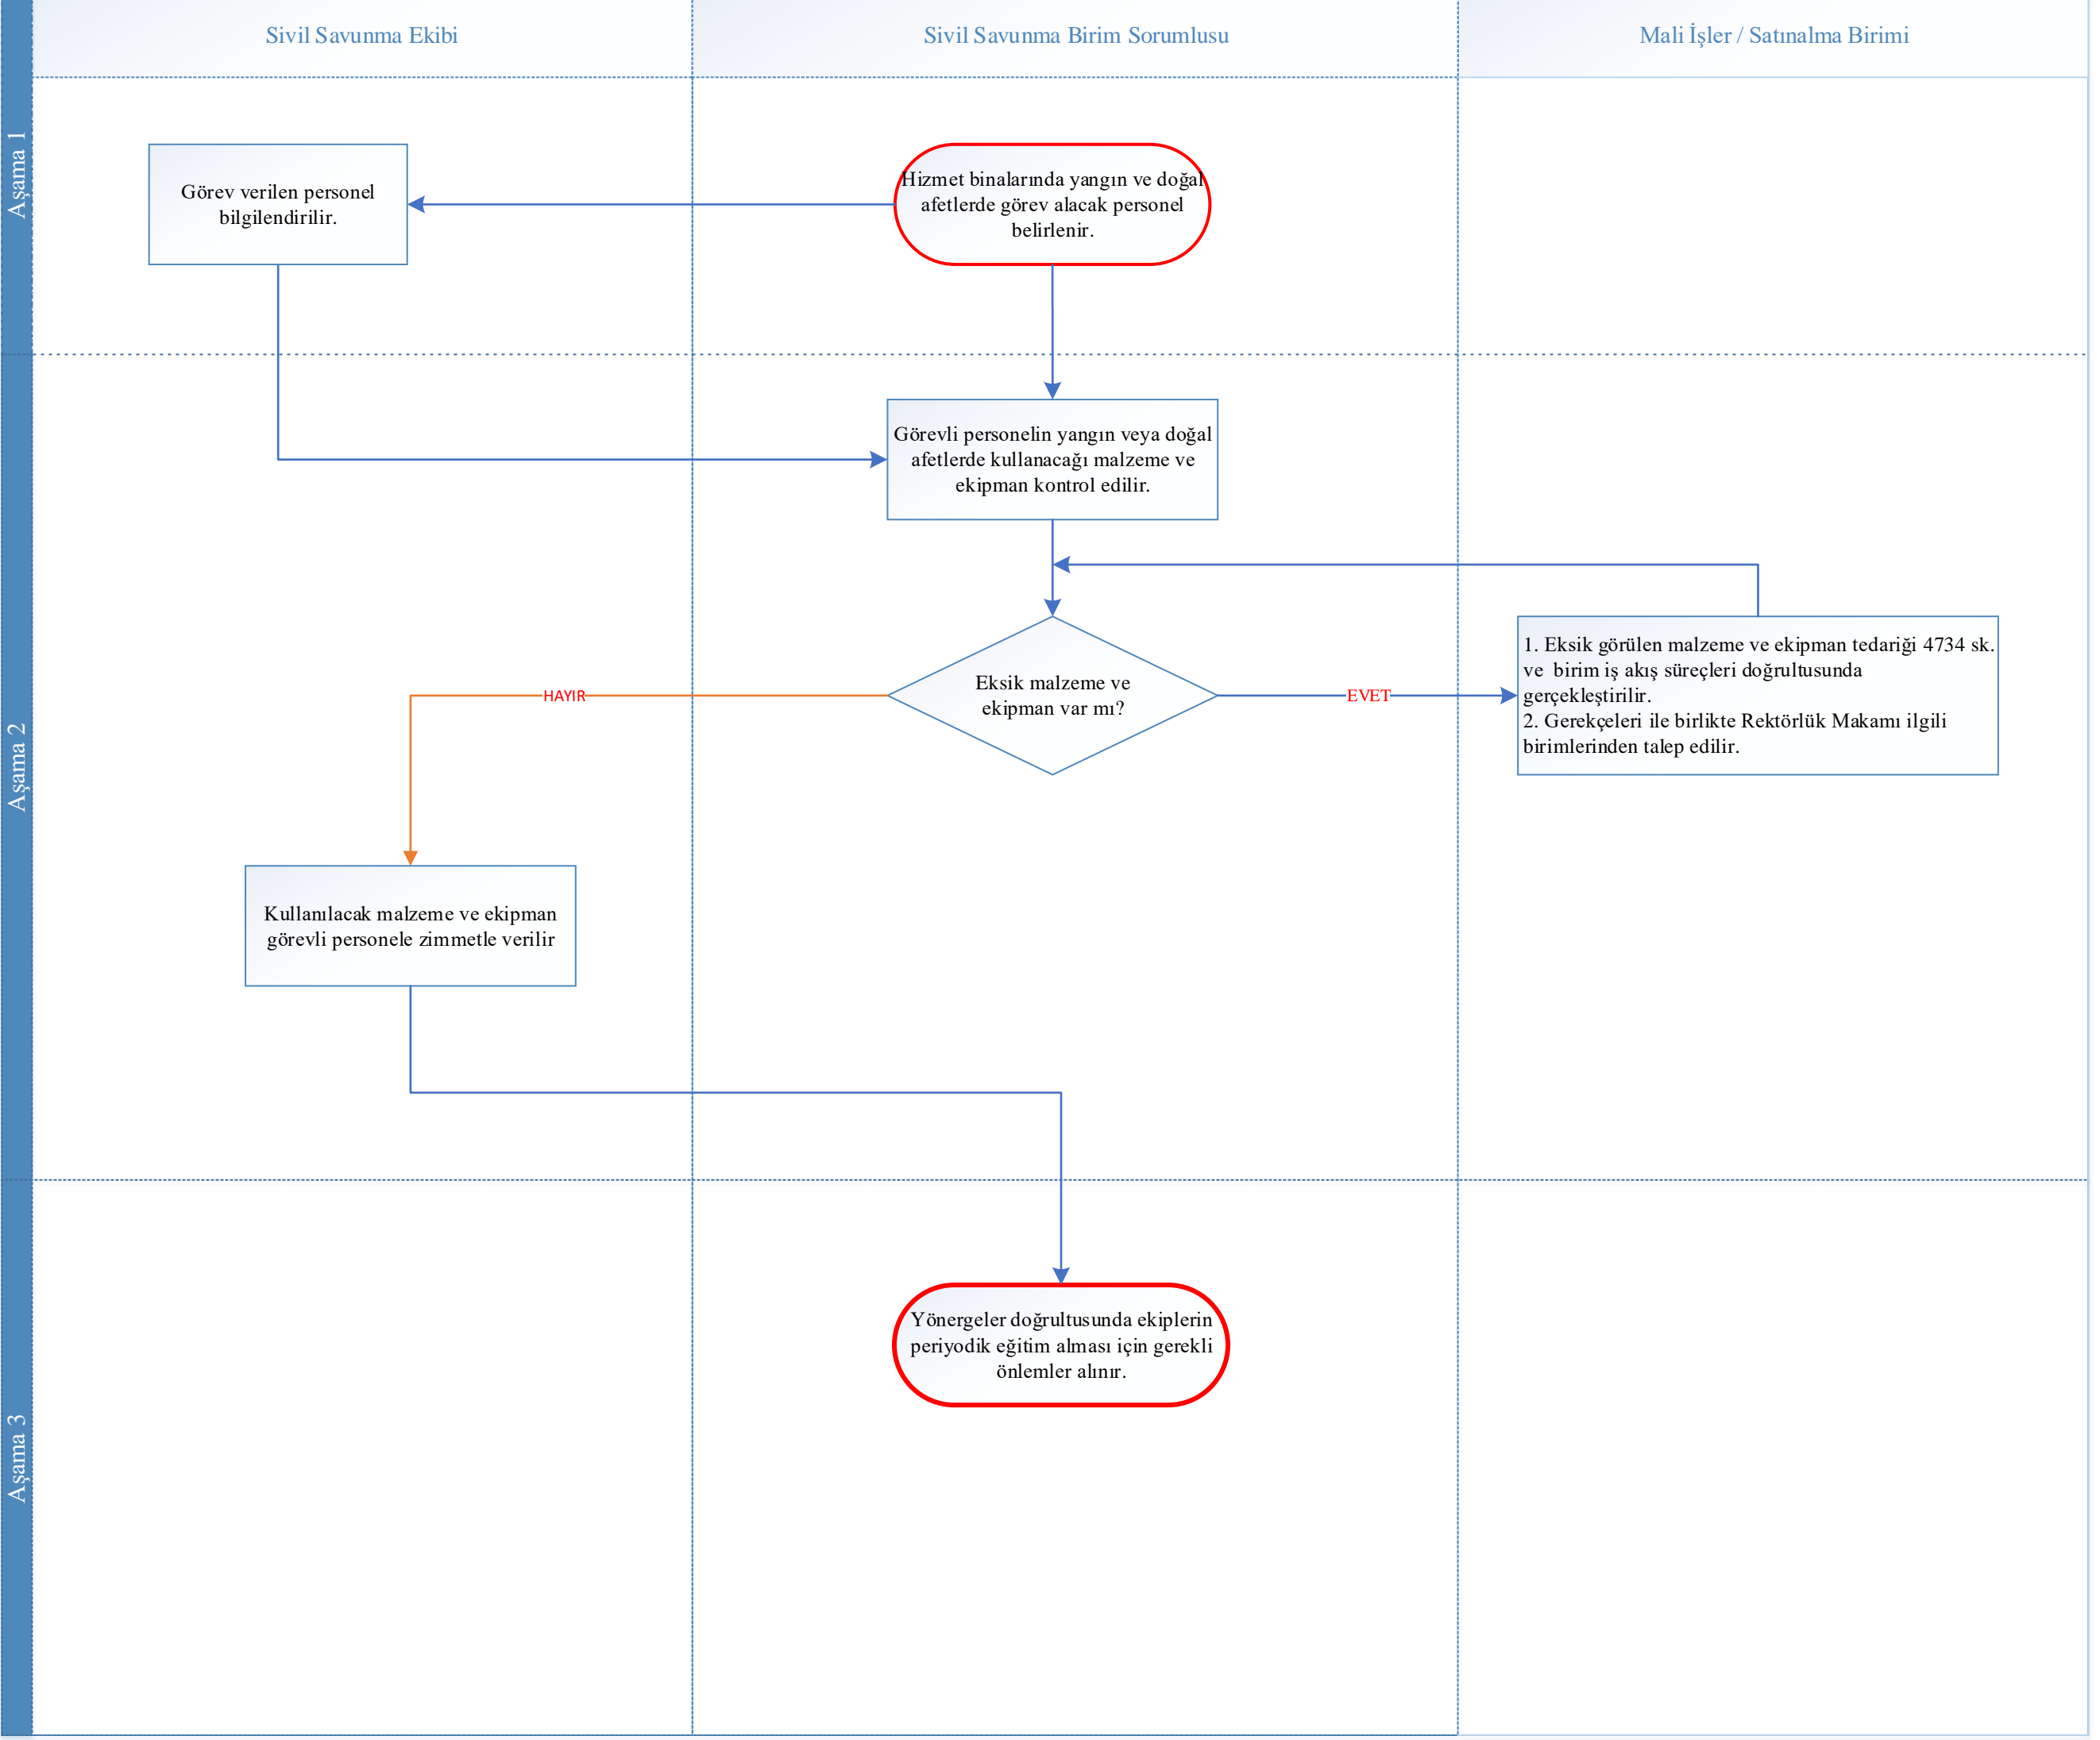 Sivil Savunma Ekibi
Sivil Savunma Birim Sorumlusu
Mali İşler / Satınalma Birimi
Aşama 1
Görev verilen personel
bilgilendirilir.
Hizmet binalarında yangın ve doğal
afetlerde görev alacak personel
belirlenir.
Aşama 2
Görevli personelin yangın veya doğal
afetlerde kullanacağı malzeme ve
ekipman kontrol edilir.
Eksik malzeme ve
ekipman var mı?
HAYIR
EVET
1. Eksik görülen malzeme ve ekipman tedariği 4734 sk.
ve  birim iş akış süreçleri doğrultusunda
gerçekleştirilir.
2. Gerekçeleri ile birlikte Rektörlük Makamı ilgili
birimlerinden talep edilir.
Kullanılacak malzeme ve ekipman
görevli personele zimmetle verilir
Aşama 3
Yönergeler doğrultusunda ekiplerin
periyodik eğitim alması için gerekli
önlemler alınır.